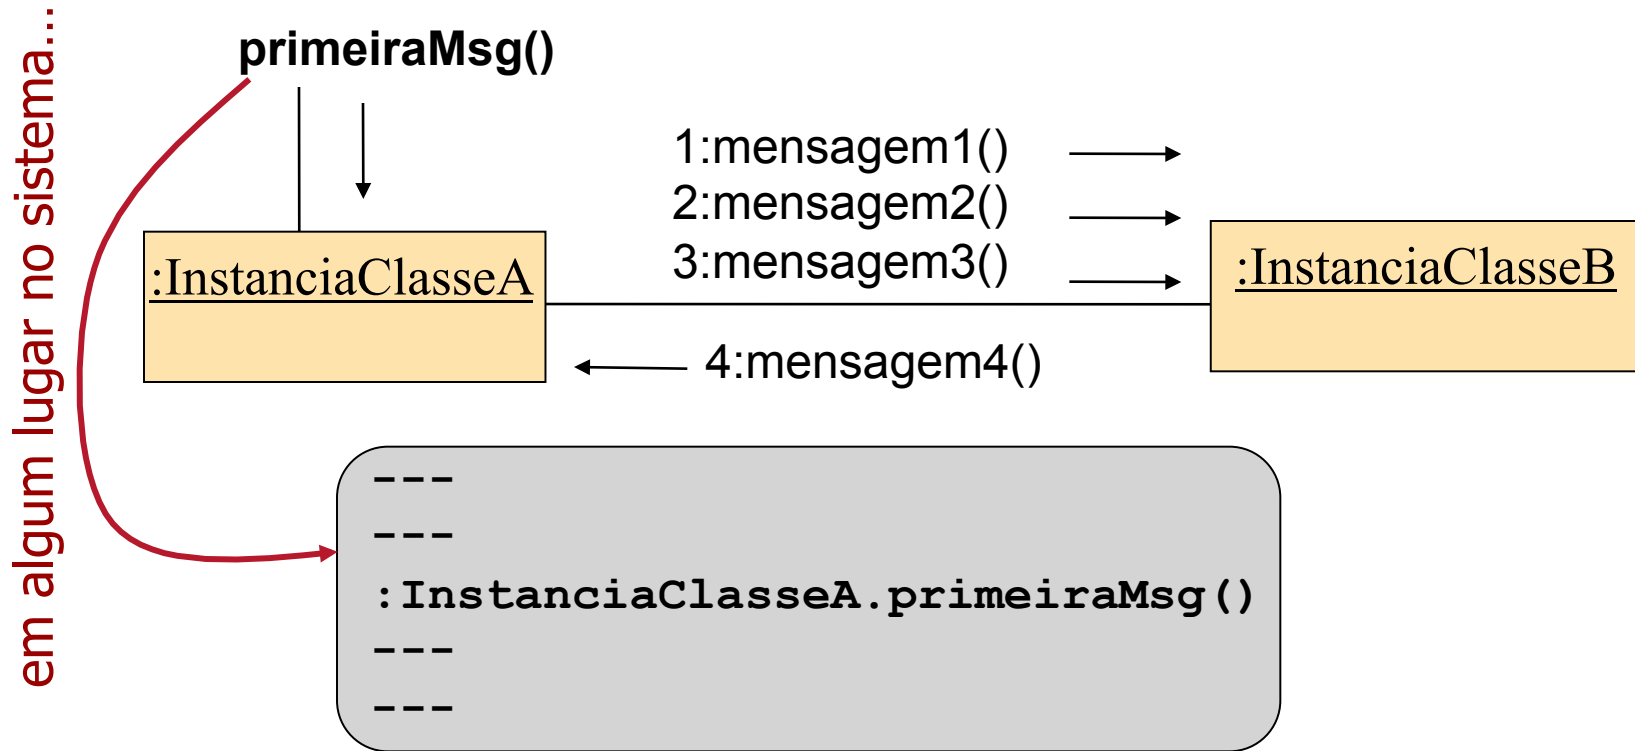 em algum lugar no sistema...
primeiraMsg()
1:mensagem1()
2:mensagem2()
3:mensagem3()
:InstanciaClasseA
:InstanciaClasseB
4:mensagem4()
---
---
:InstanciaClasseA.primeiraMsg()
---
---